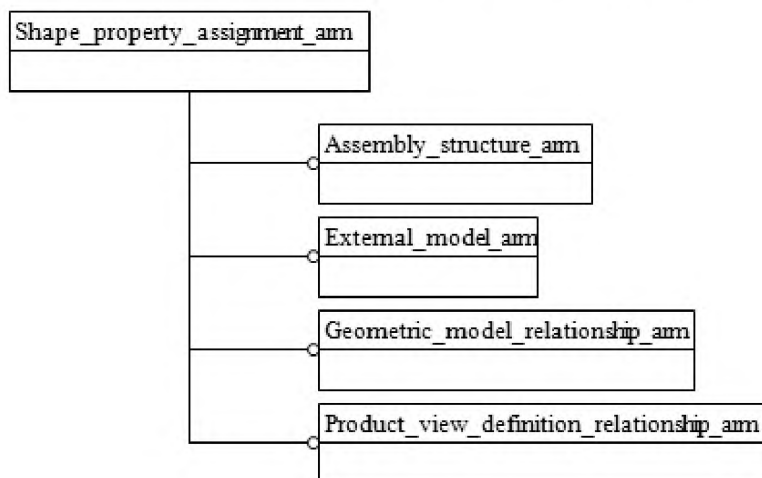 Shape_property_assignment_arm
Assembly_structure_arm
External_model_arm
Geometric_model_relationship_arm
Product_view_definition_relationship_arm